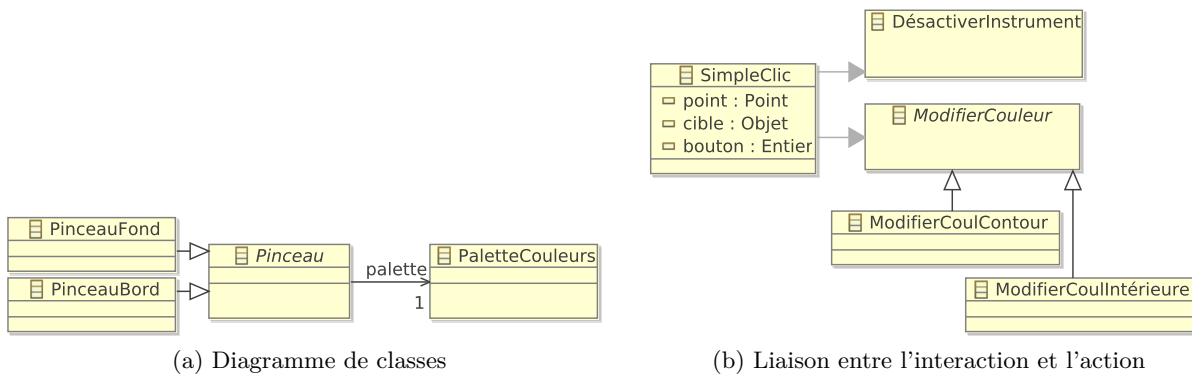 PinceauFond
PinceauBord
Pinceau
palette
1
PaletteCouleurs
(a) Diagramme de classes
SimpleClic
point : Point
cible : Objet
bouton : Entier
DésactiverInstrument
ModifierCouleur
ModifierCoulContour
ModifierCoulIntérieure
(b) Liaison entre l'interaction et l'action